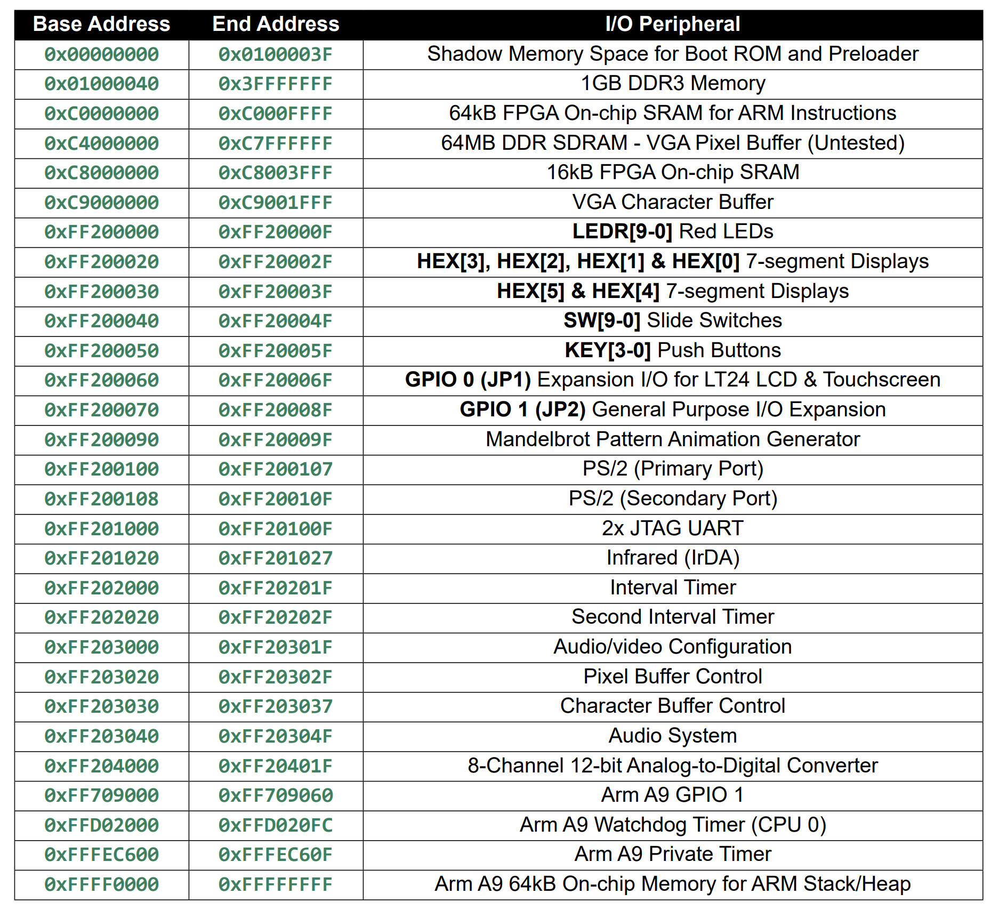 Base Address End Address I/O Peripheral
0x00000000 0x0100003F Shadow Memory Space for Boot ROM and Preloader
0x01000040 0x3FFFFFFF 1GB DDR3 Memory
0xC0000000 0xC000FFFF 64kB FPGA On-chip SRAM for ARM Instructions
0xC4000000 0xC7FFFFFF 64MB DDR SDRAM - VGA Pixel Buffer (Untested)
0xC8000000 0xC8003FFF 16kB FPGA On-chip SRAM
0xC9000000 0xC9001FFF VGA Character Buffer
0xFF200000 0xFF20000F LEDR[9-0] Red LEDs
0xFF200020 0xFF20002F HEX[3], HEX[2], HEX[1] & HEX[0] 7-segment Displays
0xFF200030 0xFF20003F HEX[5] & HEX[4] 7-segment Displays
0xFF200040 0xFF20004F SW[9-0] Slide Switches
0xFF200050 0xFF20005F KEY[3-0] Push Buttons
0xFF200060 0xFF20006F GPIO 0 (JP1) Expansion I/O for LT24 LCD & Touchscreen
0xFF200070 0xFF20008F GPIO 1 (JP2) General Purpose I/O Expansion
0xFF200090 0xFF20009F Mandelbrot Pattern Animation Generator
0xFF200100 0xFF200107 PS/2 (Primary Port)
0xFF200108 0xFF20010F PS/2 (Secondary Port)
0xFF201000 0xFF20100F 2x JTAG UART
0xFF201020 0xFF201027 Infrared (IrDA)
0xFF202000 0xFF20201F Interval Timer
0xFF202020 0xFF20202F Second Interval Timer
0xFF203000 0xFF20301F Audio/video Configuration
0xFF203020 0xFF20302F Pixel Buffer Control
0xFF203030 0xFF203037 Character Buffer Control
0xFF203040 0xFF20304F Audio System
0xFF204000 0xFF20401F 8-Channel 12-bit Analog-to-Digital Converter
0xFF709000 0xFF709060 Arm A9 GPIO 1
0xFFD02000 0xFFD020FC Arm A9 Watchdog Timer (CPU 0)
0xFFFEC600 0xFFFEC60F Arm A9 Private Timer
0xFFFF0000 0xFFFFFFFF Arm A9 64kB On-chip Memory for ARM Stack/Heap